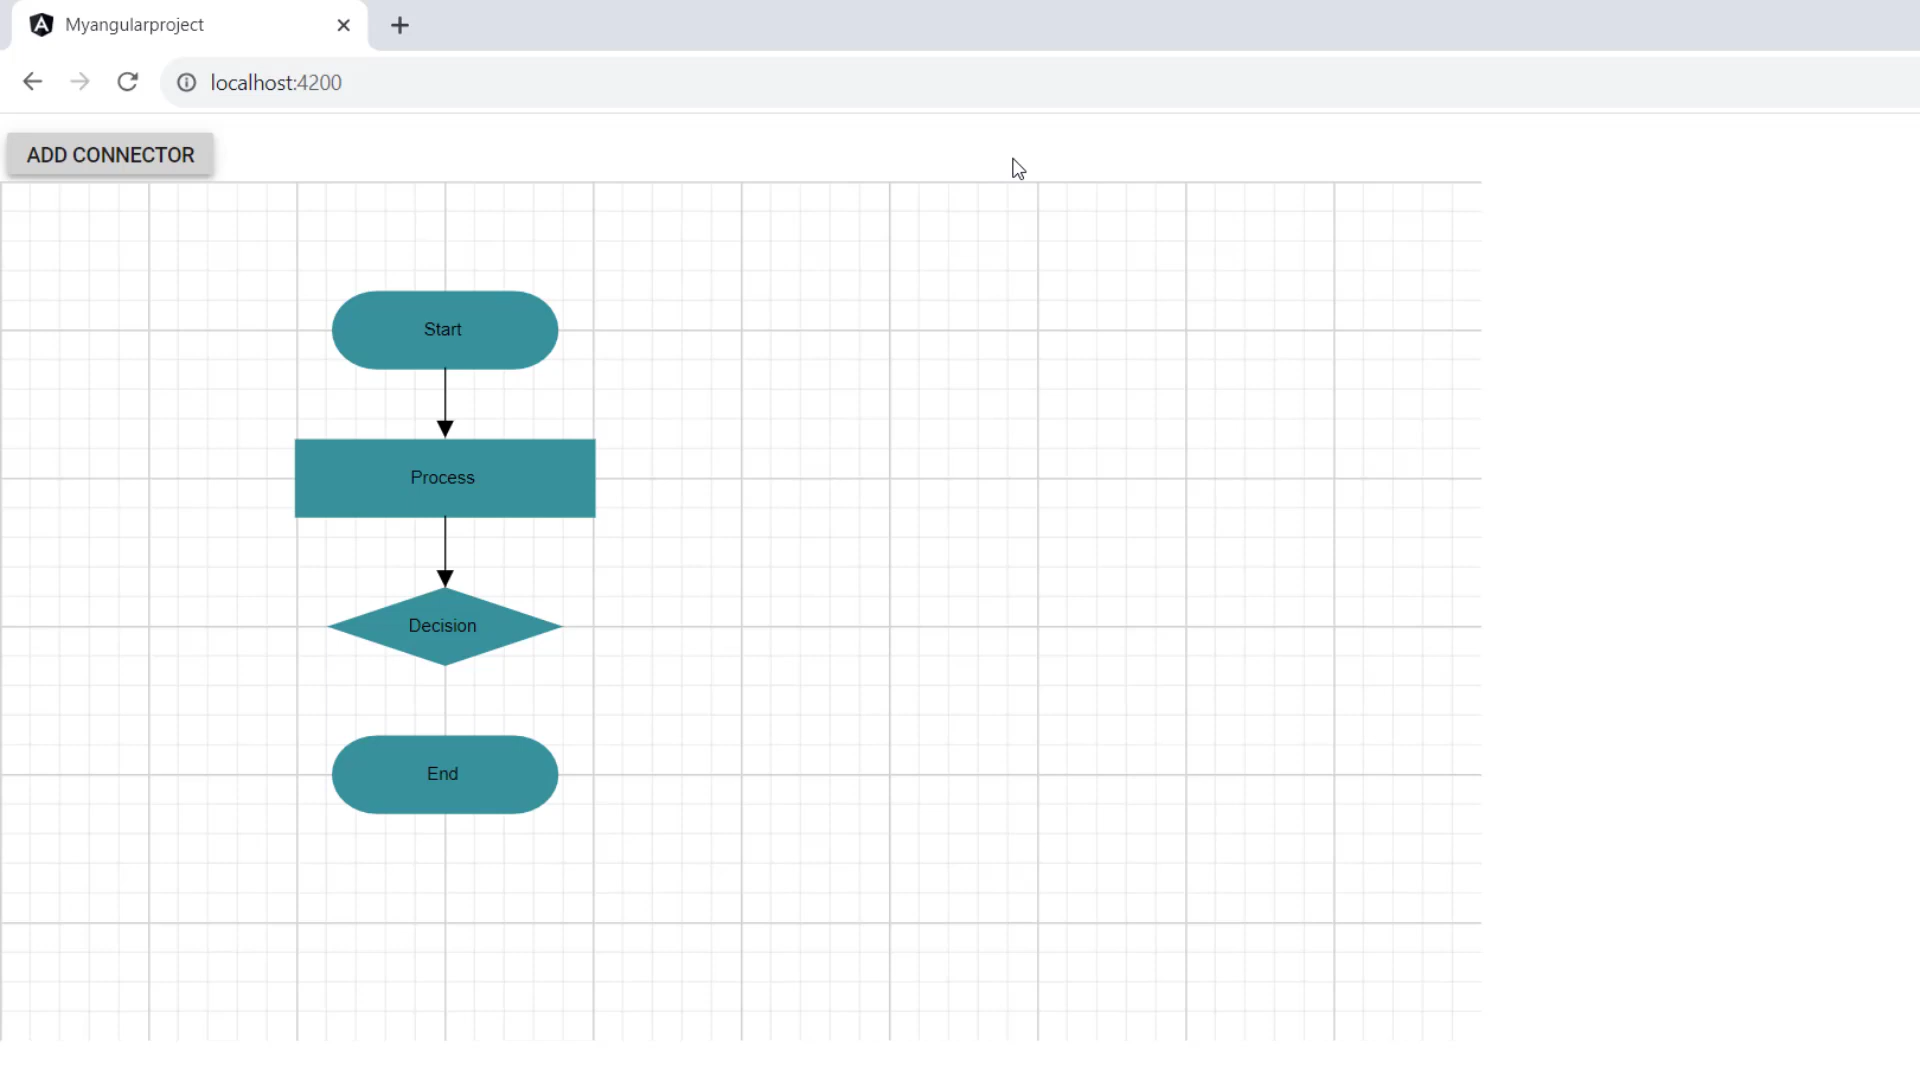 Myangularproject
localhost:4200
ADD CONNECTOR
Start
Process
Decision
End